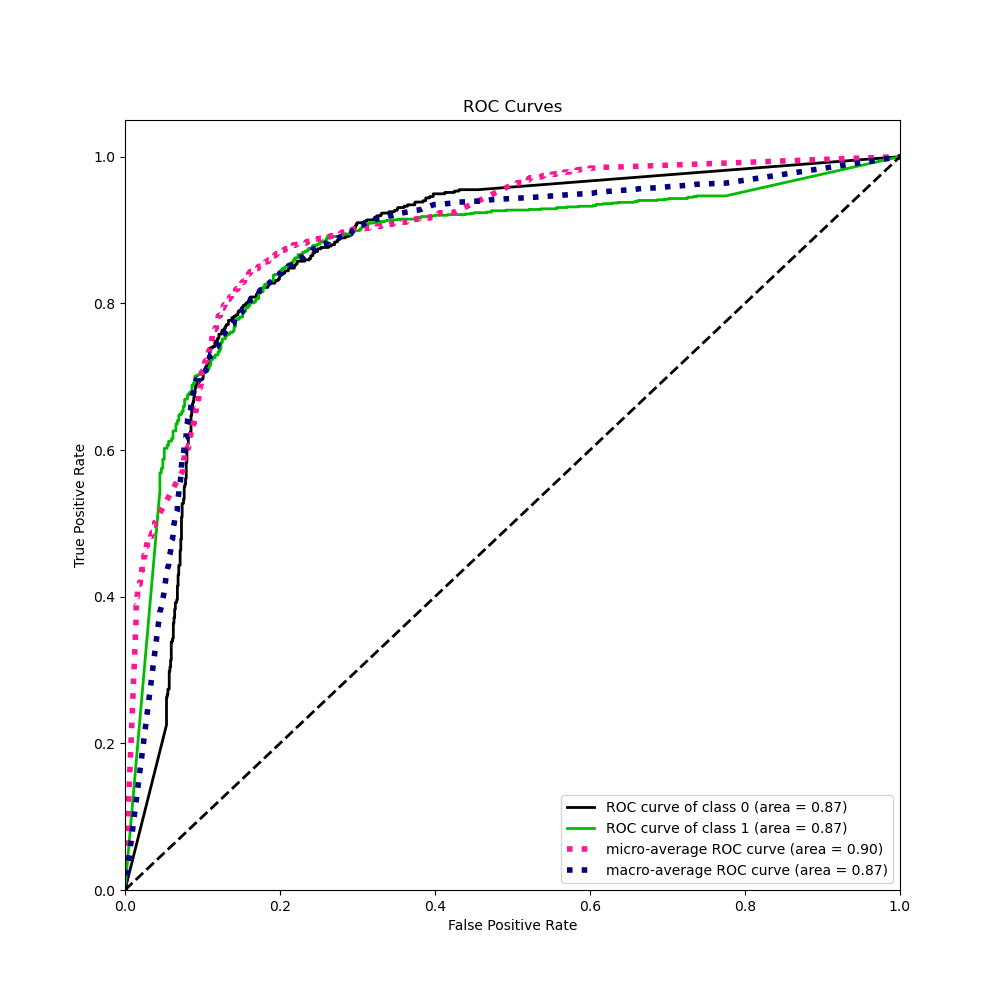 ROC Curves
True Positive Rate
1.0
0.8
0.6
0.4
0.2
0.0
ROC curve of class 0 (area = 0.87)
ROC curve of class 1 (area = 0.87)
micro-average ROC curve (area = 0.90)
macro-average ROC curve (area = 0.87)
0.0 0.2 0.4 0.6 0.8 1.0
False Positive Rate